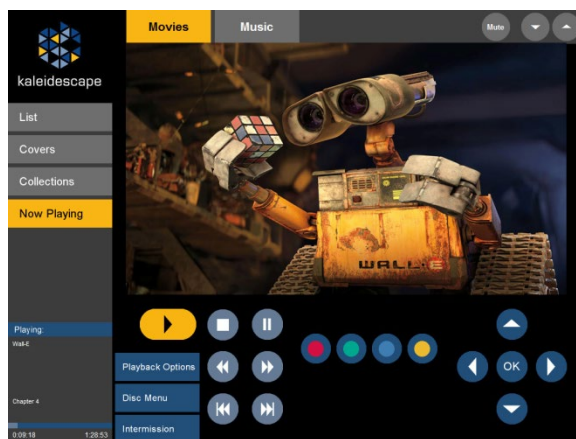 Movies
Music
Mute
kaleidescape
List
Covers
Collections
Now Playing
WALL·E
Playing:
Wall-E
Playback Options
OK
Disc Menu
Chapter 4
Intermission
0:09:18
1:28:53